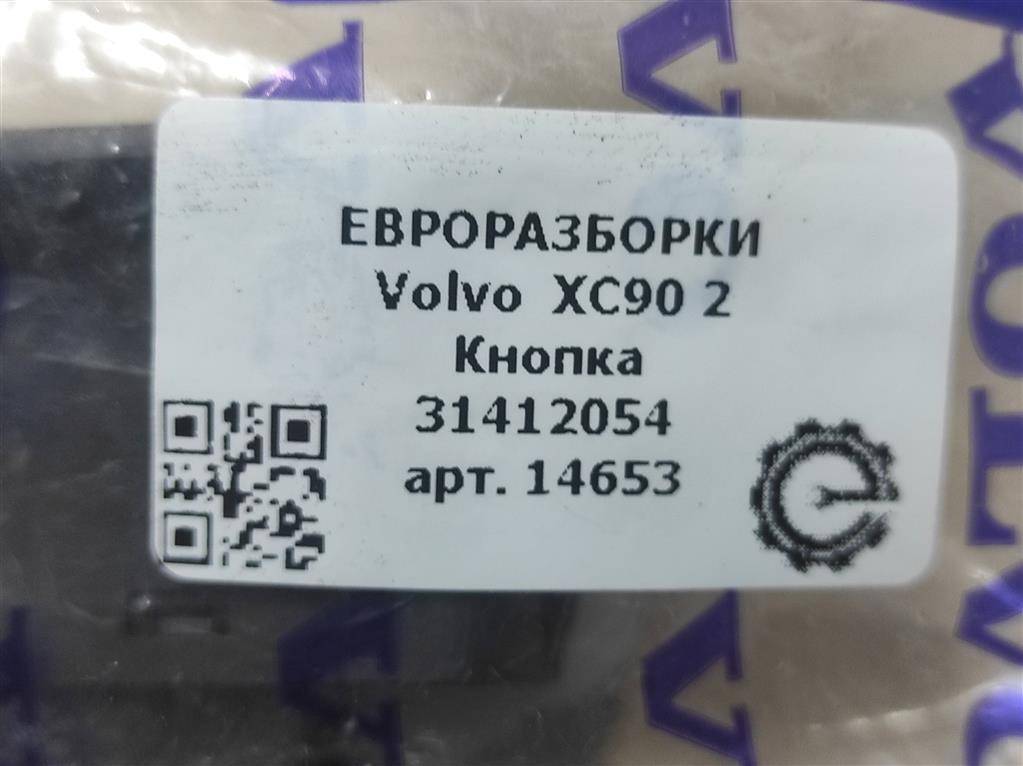 ЕВРОРАЗБОРКИ
Volvo XC90 2
Кнопка
31412054
арт. 14653